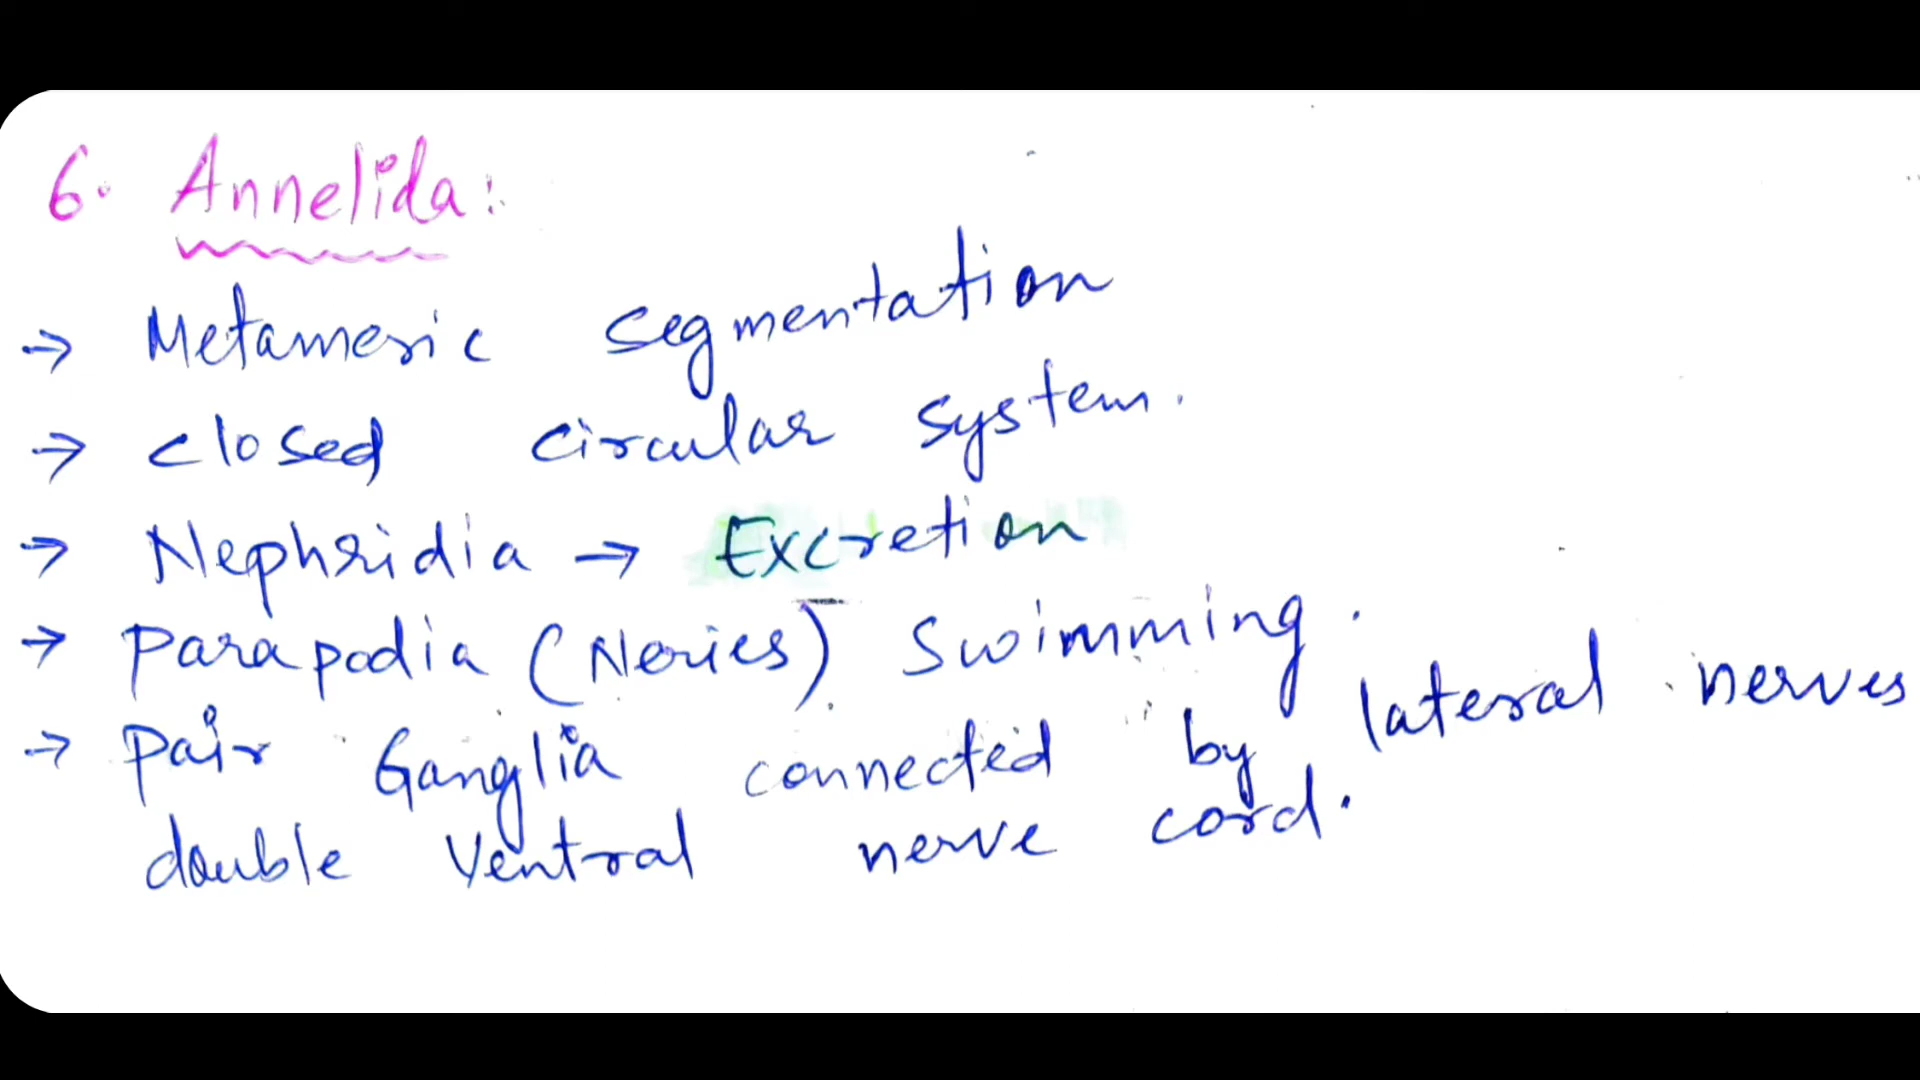 6. Annelida:
→ Metameric segmentation
→ closed circular system.
→ Nephridia → Excretion
→ Parapodia (Neries) Swimming.
→ Pair Ganglia connected by lateral nerves
double Ventral nerve cord.